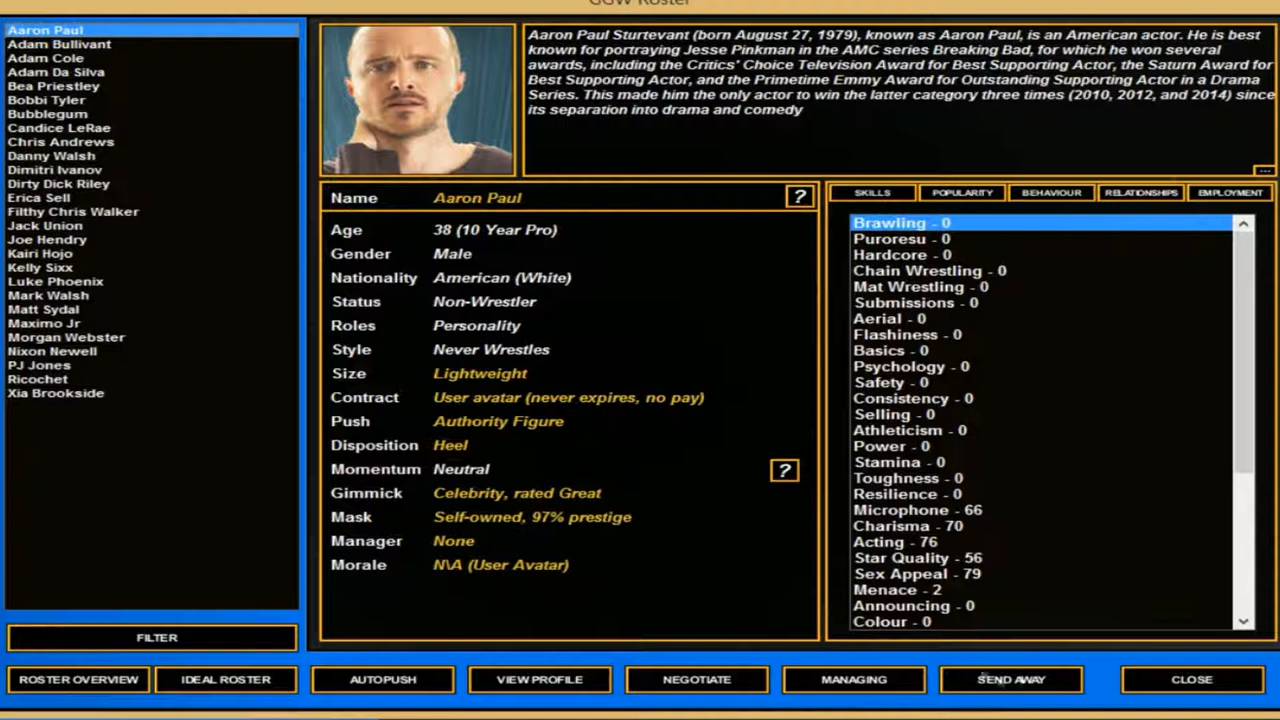 GGW Roster
Aaron Paul
Adam Bullivant
Adam Cole
Adam Da Silva
Bea Priestley
Bobbi Tyler
Bubblegum
Candice LeRae
Chris Andrews
Danny Walsh
Dimitri Ivanov
Dirty Dick Riley
Erica Sell
Filthy Chris Walker
Jack Union
Joe Hendry
Kairi Hojo
Kelly Sixx
Luke Phoenix
Mark Walsh
Matt Sydal
Maximo Jr
Morgan Webster
Nixon Newell
PJ Jones
Ricochet
Xia Brookside
FILTER
ROSTER OVERVIEW
IDEAL ROSTER
Aaron Paul Sturtevant (born August 27, 1979), known as Aaron Paul, is an American actor. He is best
known for portraying Jesse Pinkman in the AMC series Breaking Bad, for which he won several
awards, including the Critics' Choice Television Award for Best Supporting Actor, the Saturn Award for
Best Supporting Actor, and the Primetime Emmy Award for Outstanding Supporting Actor in a Drama
Series. This made him the only actor to win the latter category three times (2010, 2012, and 2014) since
its separation into drama and comedy
...
Name Aaron Paul ?
Age 38 (10 Year Pro)
Gender Male
Nationality American (White)
Status Non-Wrestler
Roles Personality
Style Never Wrestles
Size Lightweight
Contract User avatar (never expires, no pay)
Push Authority Figure
Disposition Heel
Momentum Neutral ?
Gimmick Celebrity, rated Great
Mask Self-owned, 97% prestige
Manager None
Morale N\A (User Avatar)
SKILLS POPULARITY BEHAVIOUR RELATIONSHIPS EMPLOYMENT
Brawling - 0
Puroresu - 0
Hardcore - 0
Chain Wrestling - 0
Mat Wrestling - 0
Submissions - 0
Aerial - 0
Flashiness - 0
Basics - 0
Psychology - 0
Safety - 0
Consistency - 0
Selling - 0
Athleticism - 0
Power - 0
Stamina - 0
Toughness - 0
Resilience - 0
Microphone - 66
Charisma - 70
Acting - 76
Star Quality - 56
Sex Appeal - 79
Menace - 2
Announcing - 0
Colour - 0
AUTOPUSH
VIEW PROFILE
NEGOTIATE
MANAGING
SEND AWAY
CLOSE